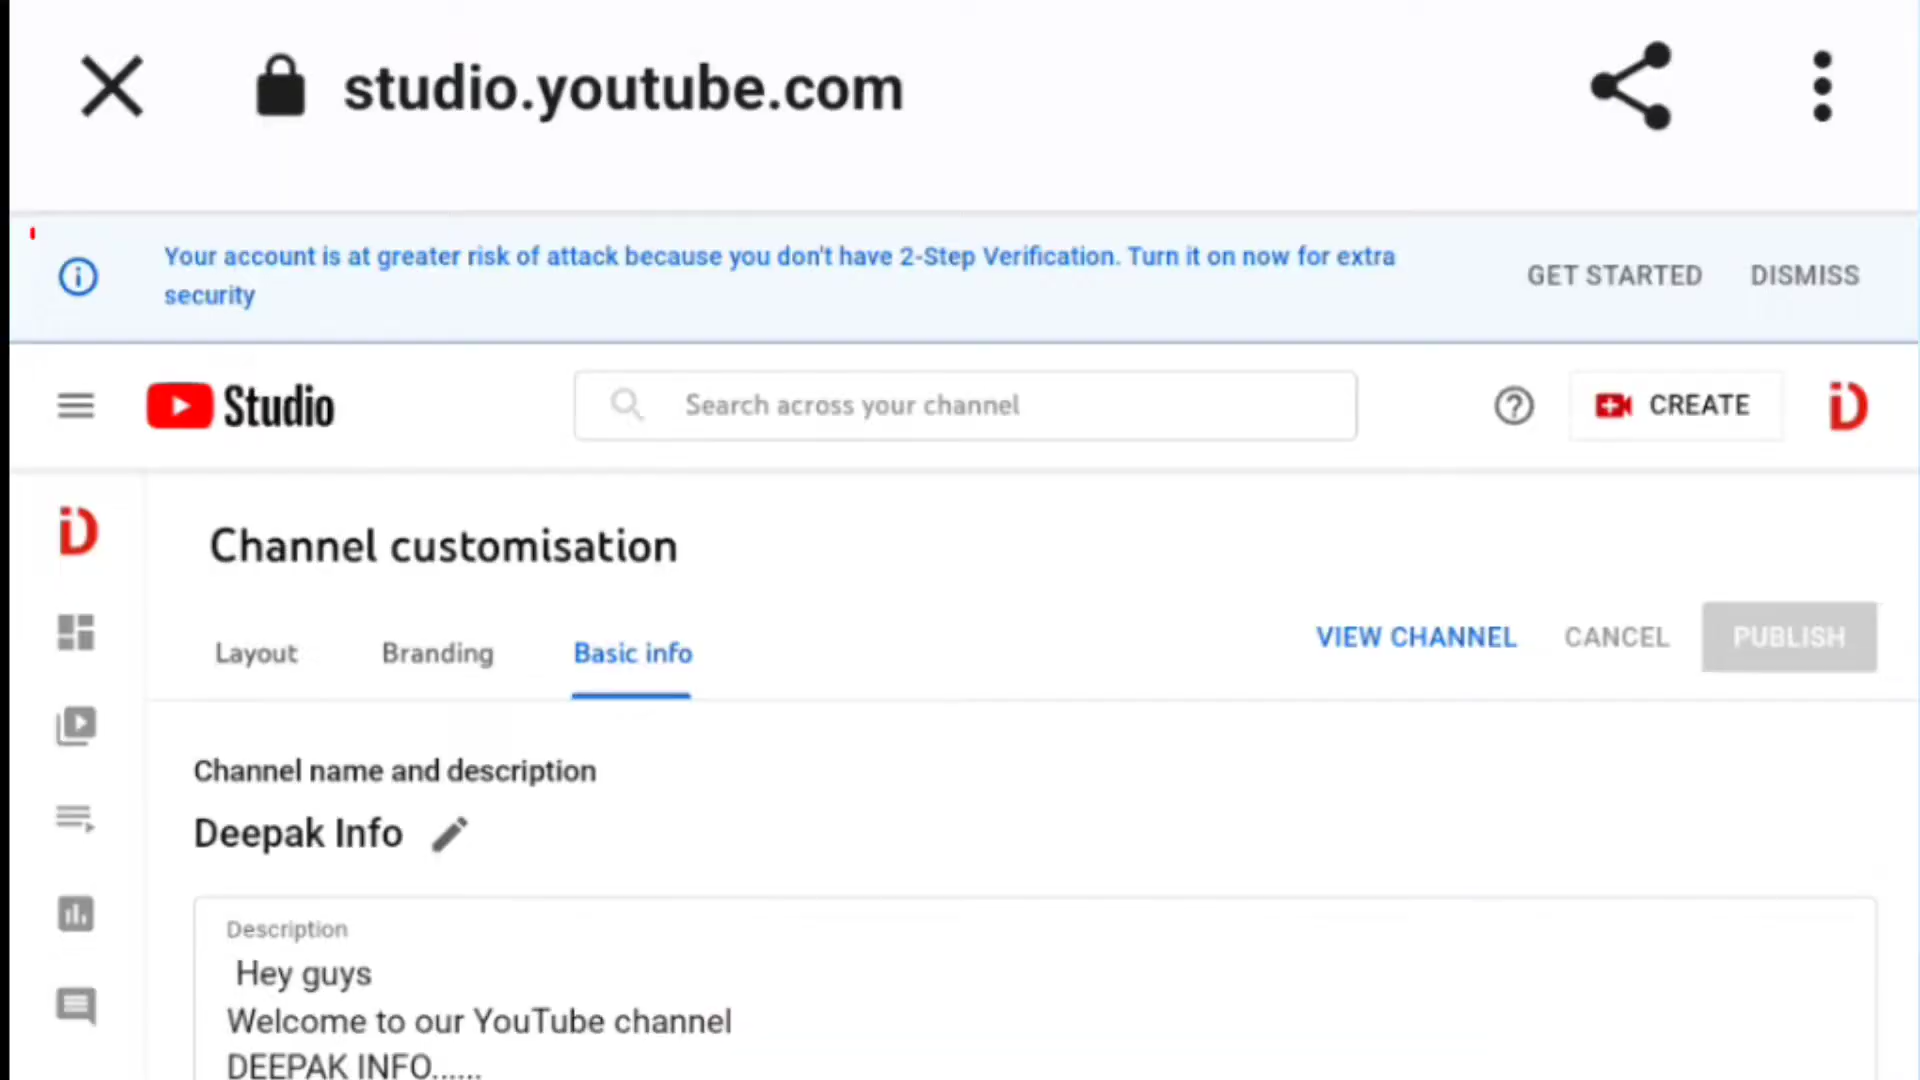 studio.youtube.com
Your account is at greater risk of attack because you don't have 2-Step Verification. Turn it on now for extra
security
GET STARTED
DISMISS
Studio
Search across your channel
CREATE
Channel customisation
Layout
Branding
Basic info
VIEW CHANNEL
CANCEL
PUBLISH
Channel name and description
Deepak Info
Description
Hey guys
Welcome to our YouTube channel
DEEPAK INFO......